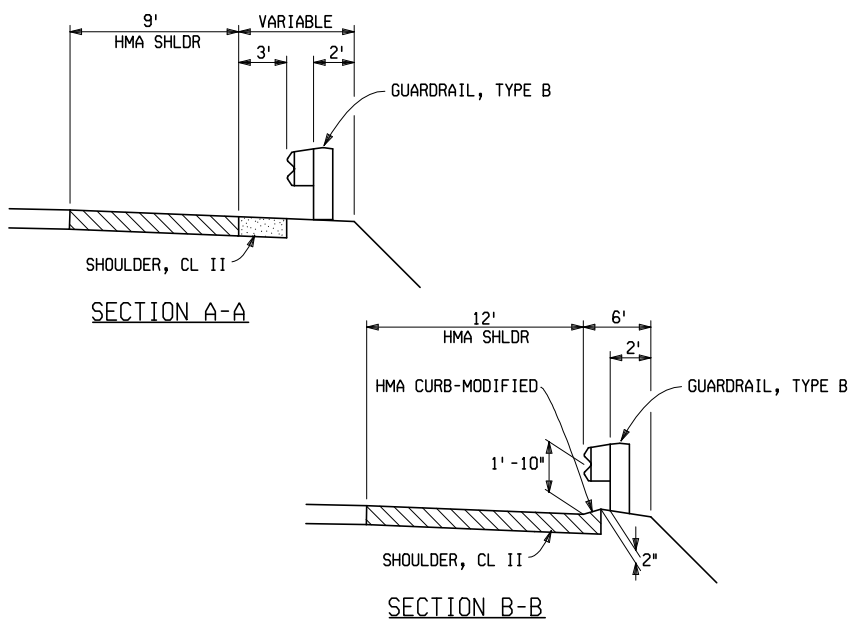 9'
VARIABLE
HMA SHLDR
3'
2'
GUARDRAIL, TYPE B
SHOULDER, CL II
SECTION A-A
12'
6'
HMA SHLDR
2'
HMA CURB-MODIFIED
GUARDRAIL, TYPE B
1'-10"
SHOULDER, CL II
2"
SECTION B-B